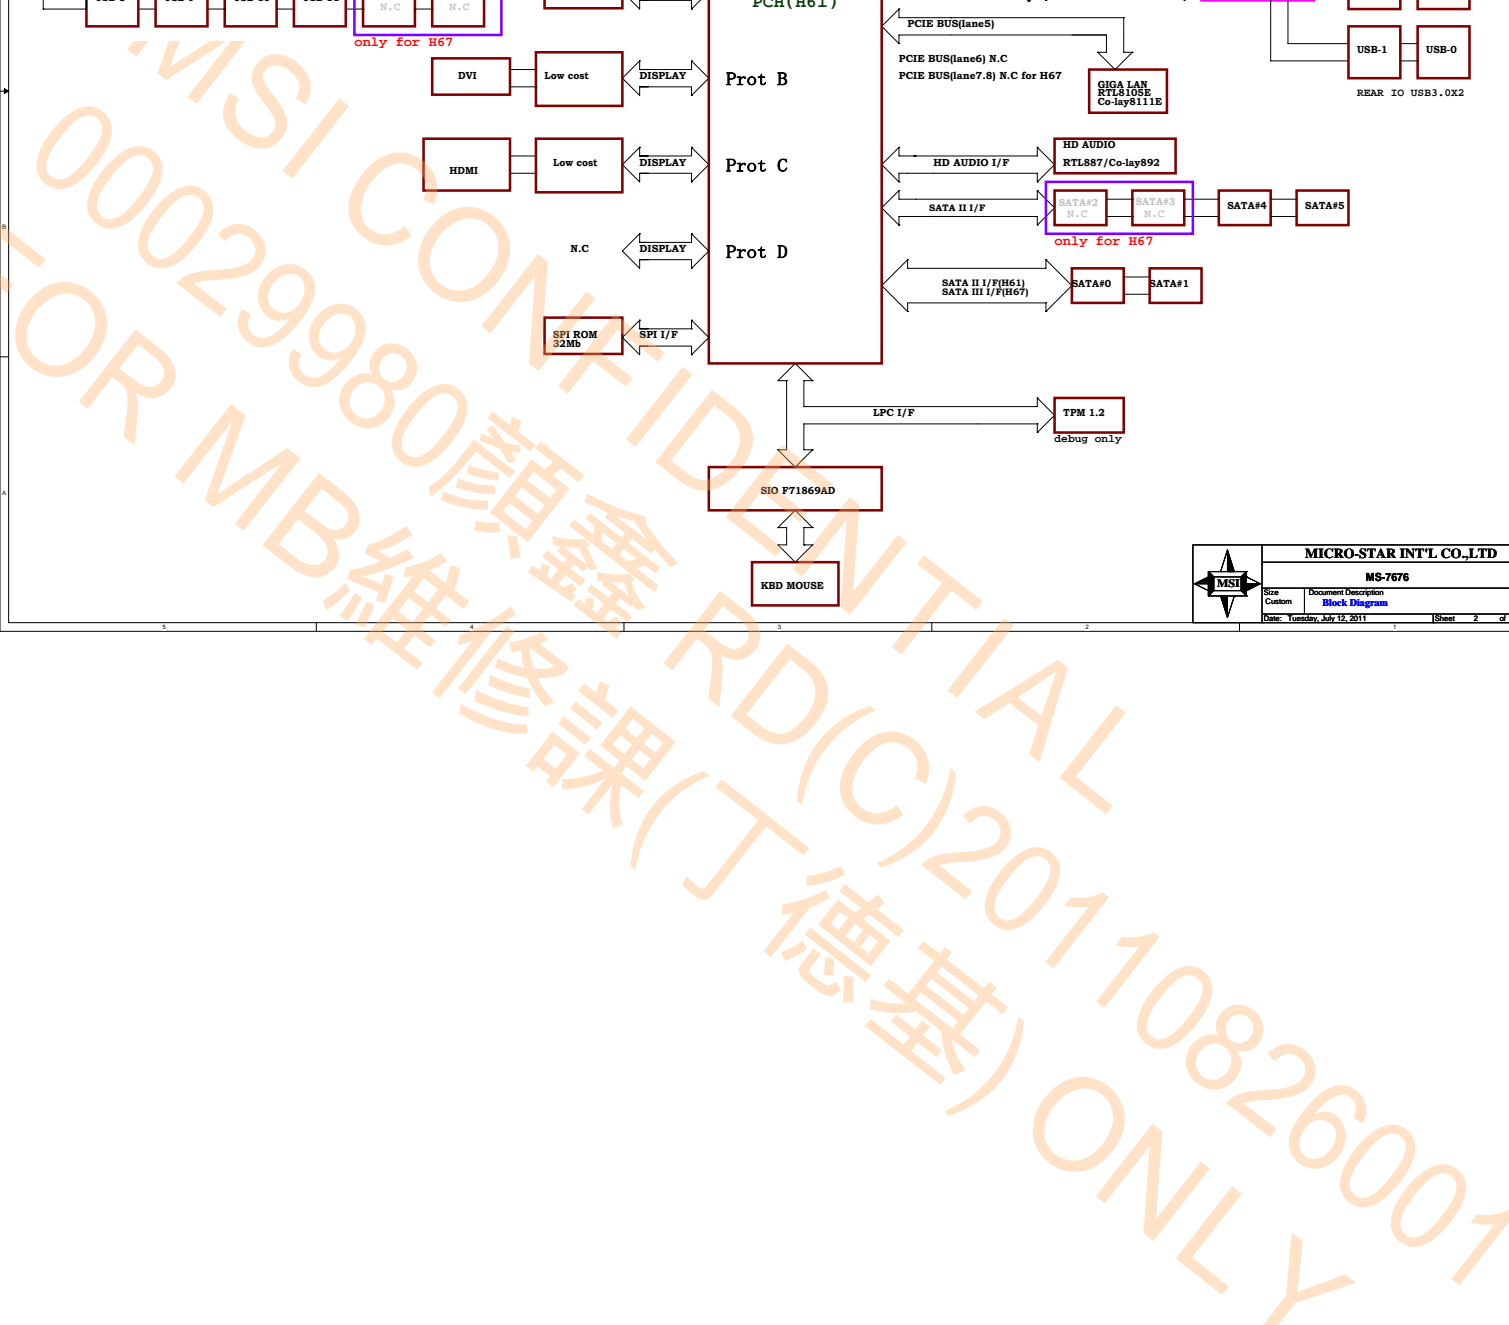 PCH(H61)
N.C
N.C
only for H67
PCIE BUS(lane5)
PCIE BUS(lane6) N.C
PCIE BUS(lane7.8) N.C for H67
GIGA LAN
RTL8105E
Co-lay8111E
USB-1
USB-0
REAR IO USB3.0X2
DVI
Low cost
DISPLAY
Prot B
HDMI
Low cost
DISPLAY
Prot C
HD AUDIO I/F
HD AUDIO
RTL887/Co-lay892
SATA II I/F
SATA#2
N.C
SATA#3
N.C
SATA#4
SATA#5
only for H67
N.C
DISPLAY
Prot D
SATA II I/F(H61)
SATA III I/F(H67)
SATA#0
SATA#1
SPI ROM
32Mb
SPI I/F
LPC I/F
TPM 1.2
debug only
SIO F71869AD
KBD MOUSE
B
A
5
4
3
2
1
MSI
MICRO-STAR INT'L CO.,LTD
MS-7676
Size
Custom
Document Description
Block Diagram
Date: Tuesday, July 12, 2011
Sheet 2 of
MSI CONFIDENTIAL
00029980顏鑫 RD(C)20110826001
FOR MB維修課(丁德基) ONLY